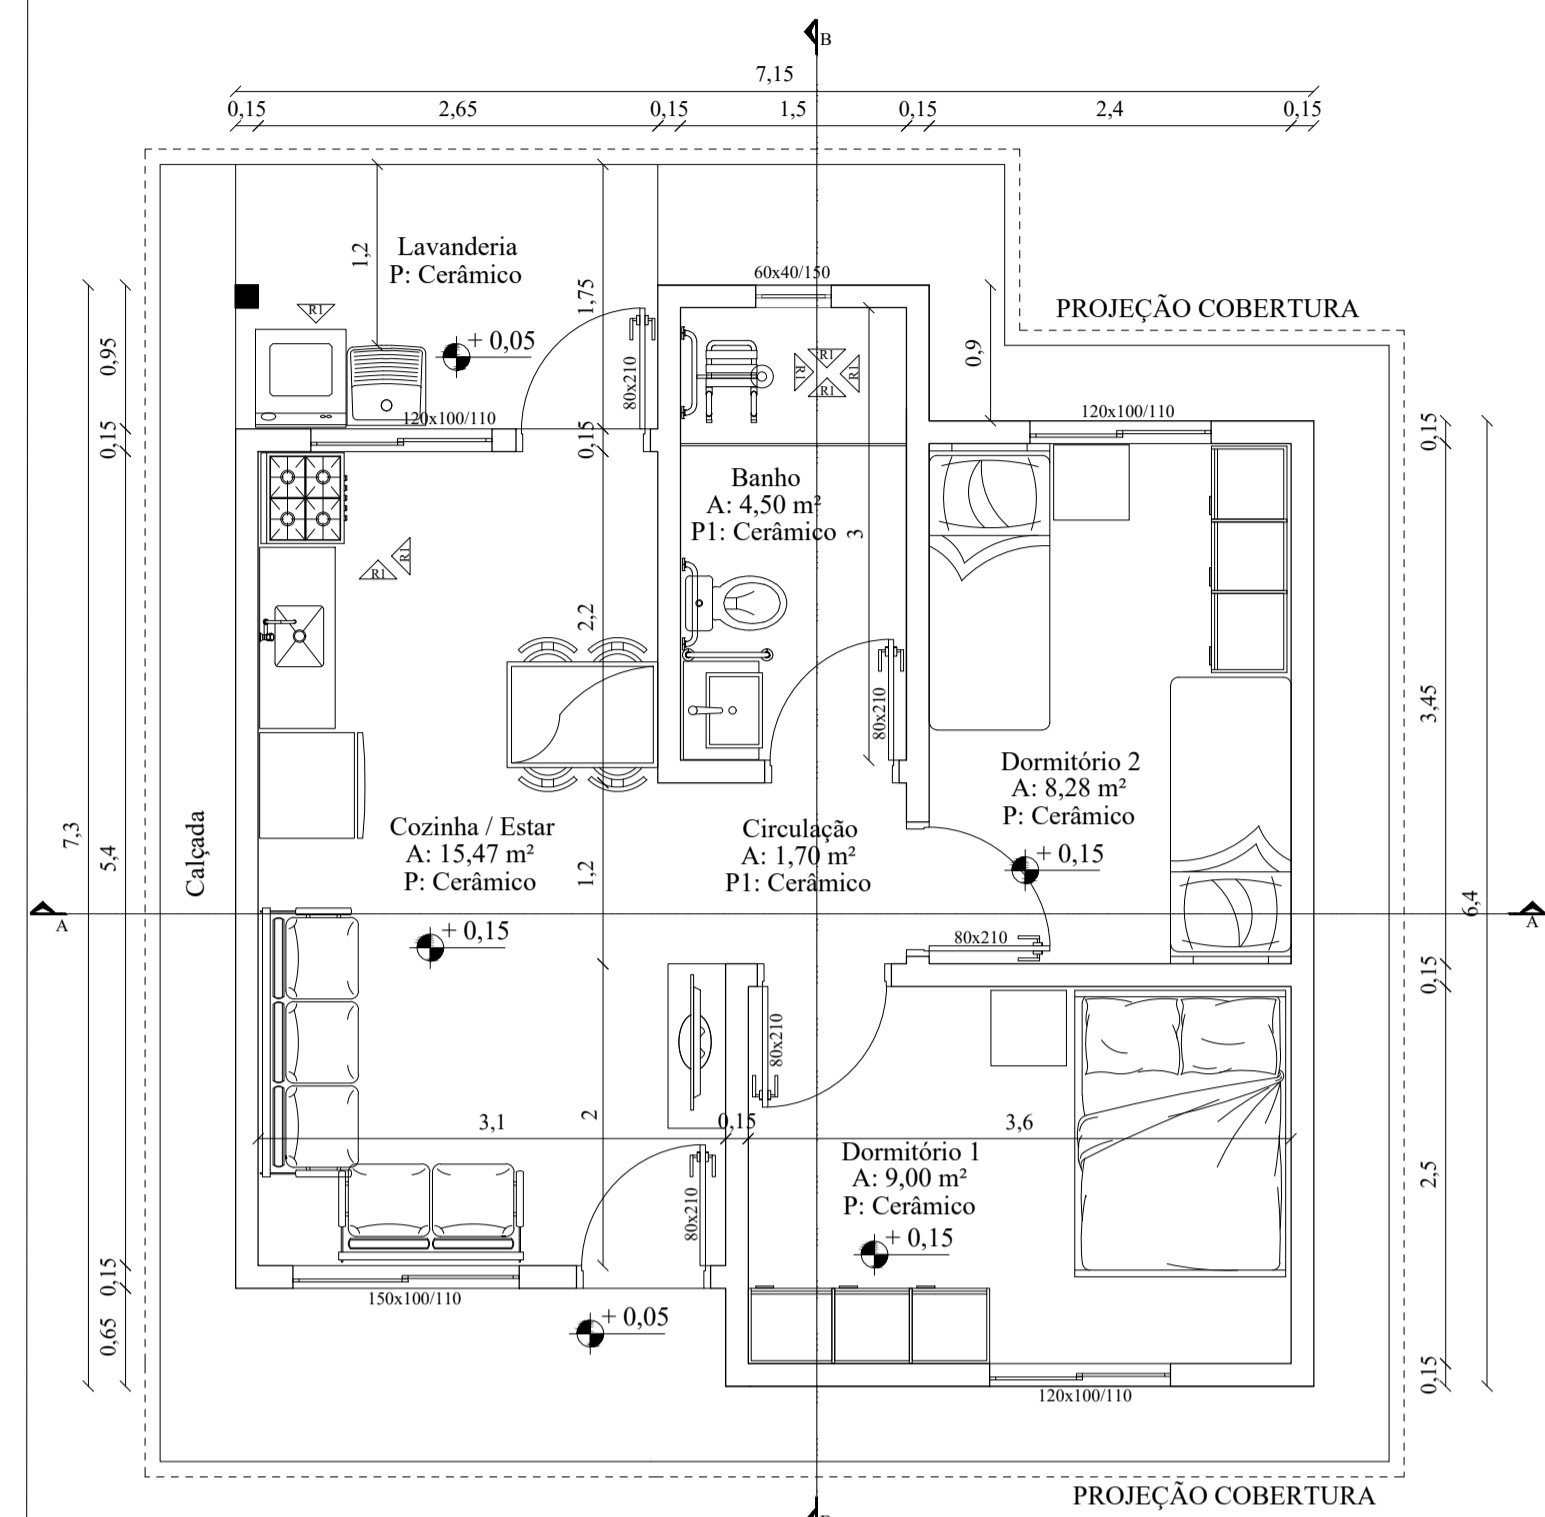 B
7,15
0,15 2,65 0,15 1,5 0,15 2,4 0,15
60x40/150
Lavanderia
P: Cerâmico
1,2
1,75
PROJEÇÃO COBERTURA
R1
+ 0,05
80x210
0,9
0,95
R1
R1
R1
R1
120x100/110
120x100/110
0,15
0,15
0,15
Banho
A: 4,50 m²
P1: Cerâmico
3
R1
R1
2,2
80x210
3,45
Dormitório 2
A: 8,28 m²
P: Cerâmico
+ 0,15
7,3
5,4
Calçada
Cozinha / Estar
A: 15,47 m²
P: Cerâmico
1,2
Circulação
A: 1,70 m²
P1: Cerâmico
6,4
A
A
+ 0,15
80x210
0,15
80x210
2
3,1
0,15
3,6
Dormitório 1
A: 9,00 m²
P: Cerâmico
2,5
80x210
+ 0,15
0,15
150x100/110
+ 0,05
0,65
0,15
120x100/110
PROJEÇÃO COBERTURA